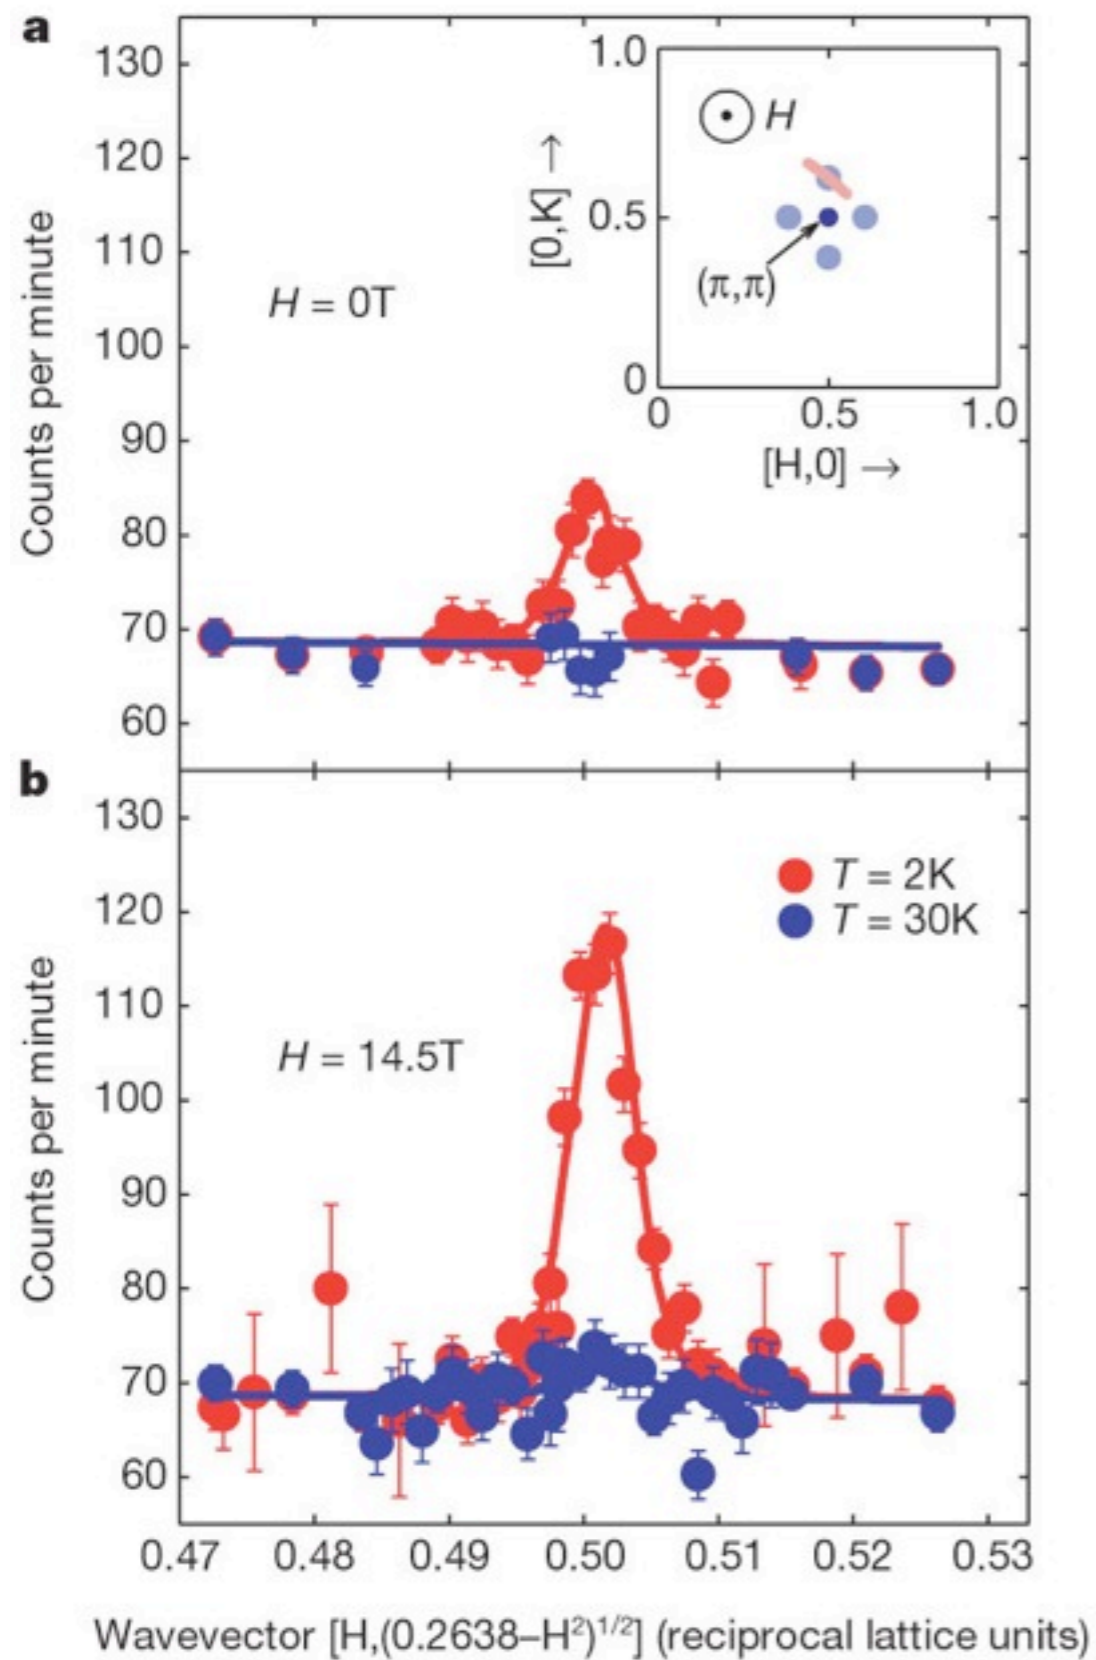 a
130
120
110
100
90
80
70
60
Counts per minute
H = 0T
1.0
0.5
0
[0,K] →
H
(π,π)
0 0.5 1.0
[H,0] →
b
130
120
110
100
90
80
70
60
Counts per minute
T = 2K
T = 30K
H = 14.5T
0.47 0.48 0.49 0.50 0.51 0.52 0.53
Wavevector [H,(0.2638–H²)¹/²] (reciprocal lattice units)